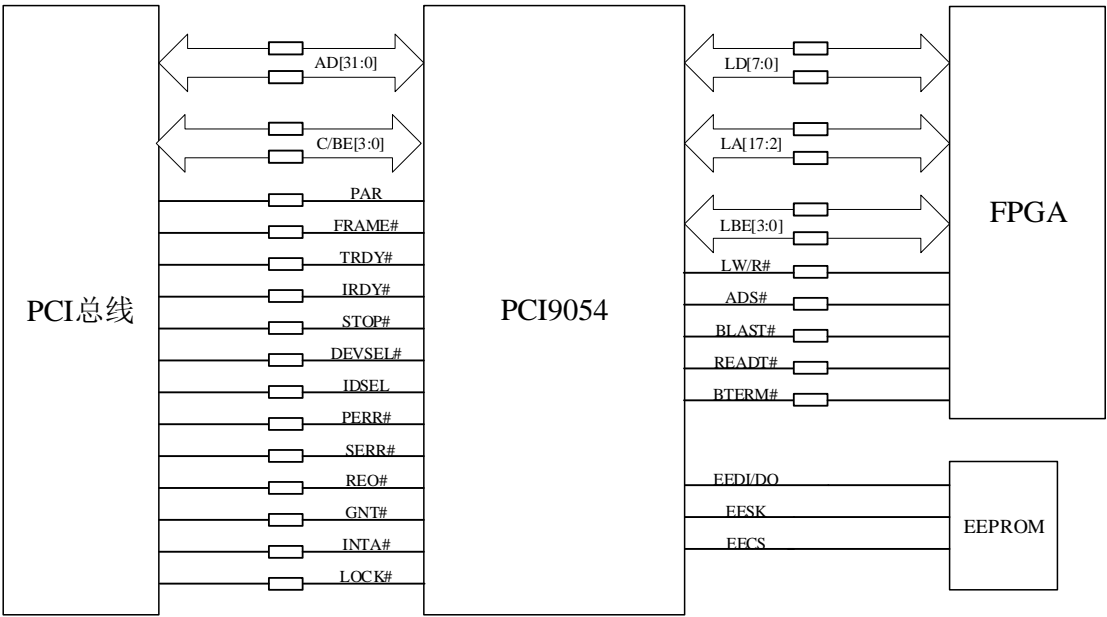 PCI总线
AD[31:0]
C/BE[3:0]
PAR
FRAME#
TRDY#
IRDY#
STOP#
DEVSEL#
IDSEL
PERR#
SERR#
REO#
GNT#
INTA#
LOCK#
PCI9054
LD[7:0]
LA[17:2]
LBE[3:0]
LW/R#
ADS#
BLAST#
READT#
BTERM#
EEDI/DO
EESK
EECS
FPGA
EEPROM